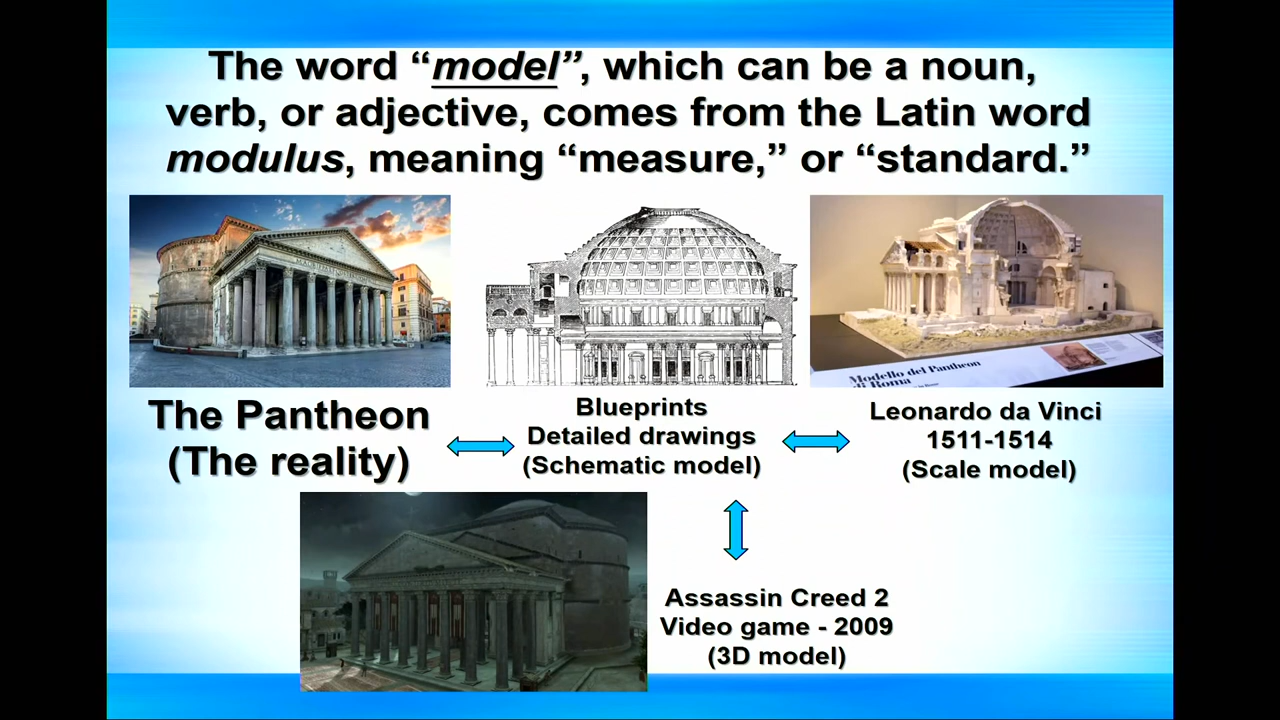 The word “model”, which can be a noun,
verb, or adjective, comes from the Latin word
modulus, meaning “measure,” or “standard.”
Modello del Pantheon
di Roma
The Pantheon
(The reality)
Blueprints
Detailed drawings
(Schematic model)
Leonardo da Vinci
1511-1514
(Scale model)
Assassin Creed 2
Video game - 2009
(3D model)